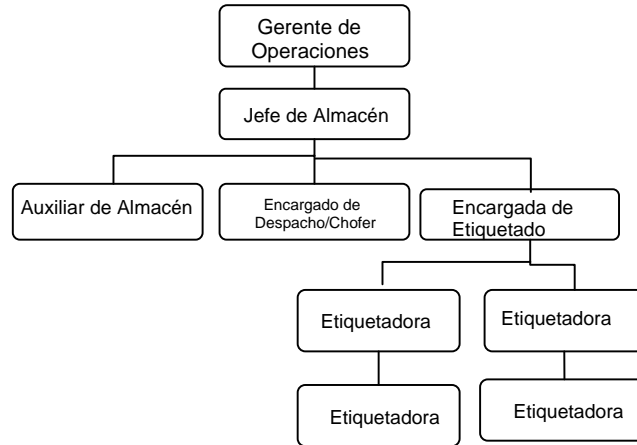 Gerente de
Operaciones
Jefe de Almacén
Auxiliar de Almacén
Encargado de
Despacho/Chofer
Encargada de
Etiquetado
Etiquetadora
Etiquetadora
Etiquetadora
Etiquetadora